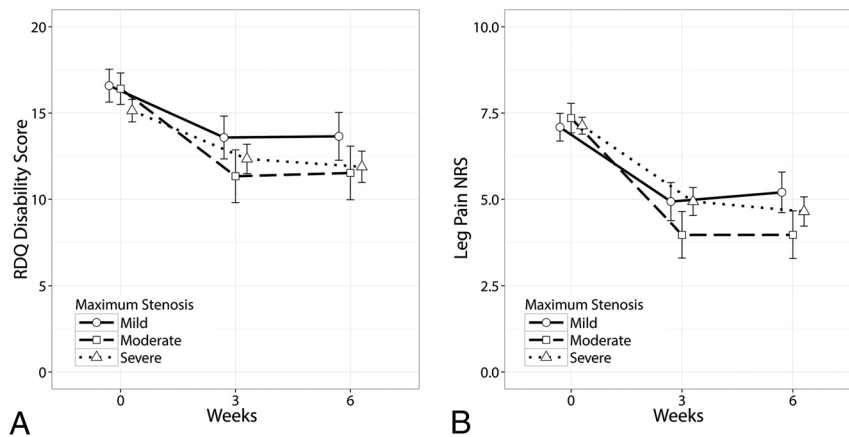 20
15
10
5
0
RDQ Disability Score
Maximum Stenosis
Mild
Moderate
Severe
0 3 6
Weeks
A
10.0
7.5
5.0
2.5
0.0
Leg Pain NRS
Maximum Stenosis
Mild
Moderate
Severe
0 3 6
Weeks
B